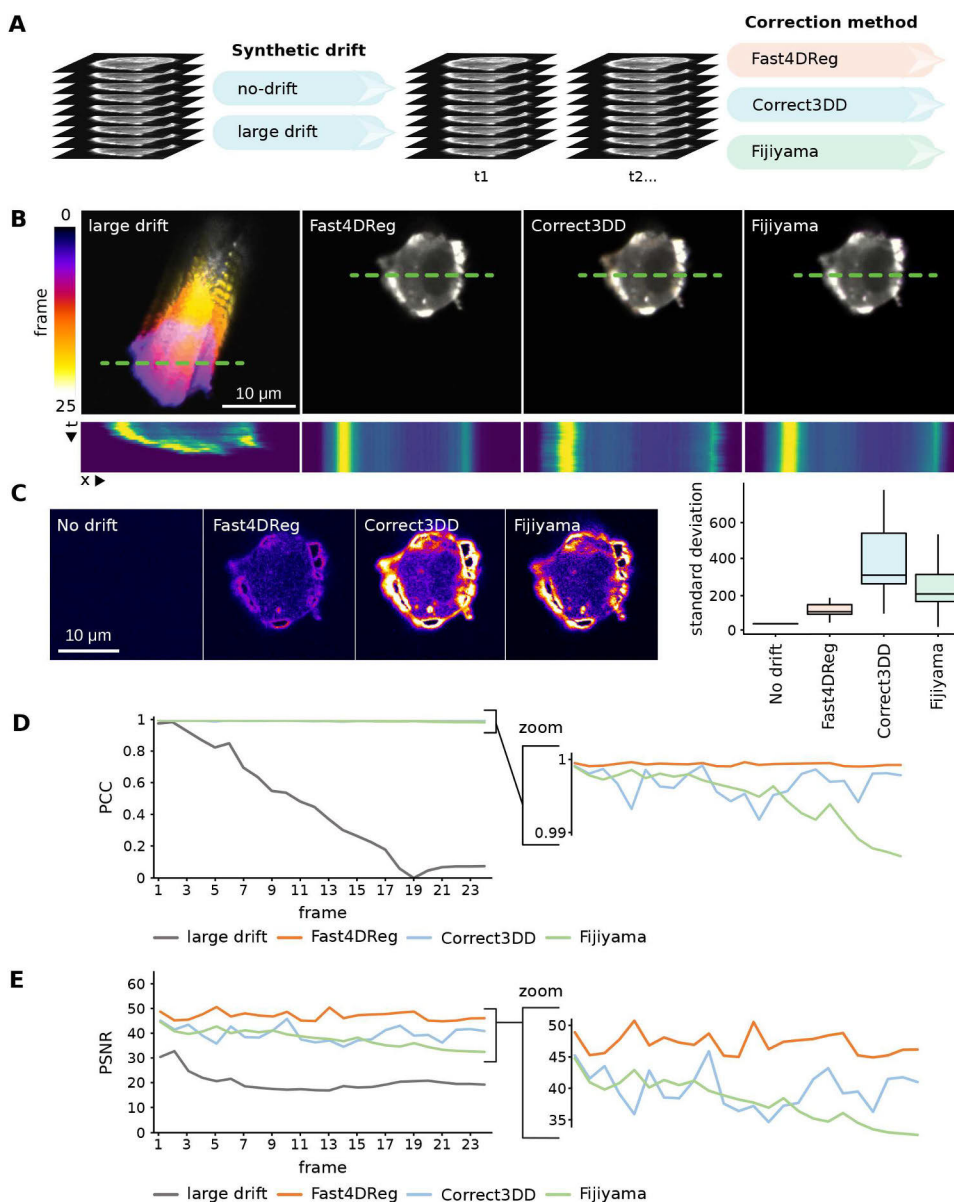 A
Synthetic drift
no-drift
large drift
t1
t2...
Correction method
Fast4DReg
Correct3DD
Fijiyama
B
0
frame
25
large drift
10 µm
Fast4DReg
Correct3DD
Fijiyama
t
x
C
No drift
10 µm
Fast4DReg
Correct3DD
Fijiyama
standard deviation
600
400
200
0
No drift
Fast4DReg
Correct3DD
Fijiyama
D
PCC
1
0.8
0.6
0.4
0.2
0
1 3 5 7 9 11 13 15 17 19 21 23
frame
zoom
1
0.99
large drift Fast4DReg Correct3DD Fijiyama
E
PSNR
60
50
40
30
20
10
0
1 3 5 7 9 11 13 15 17 19 21 23
frame
zoom
50
45
40
35
large drift Fast4DReg Correct3DD Fijiyama